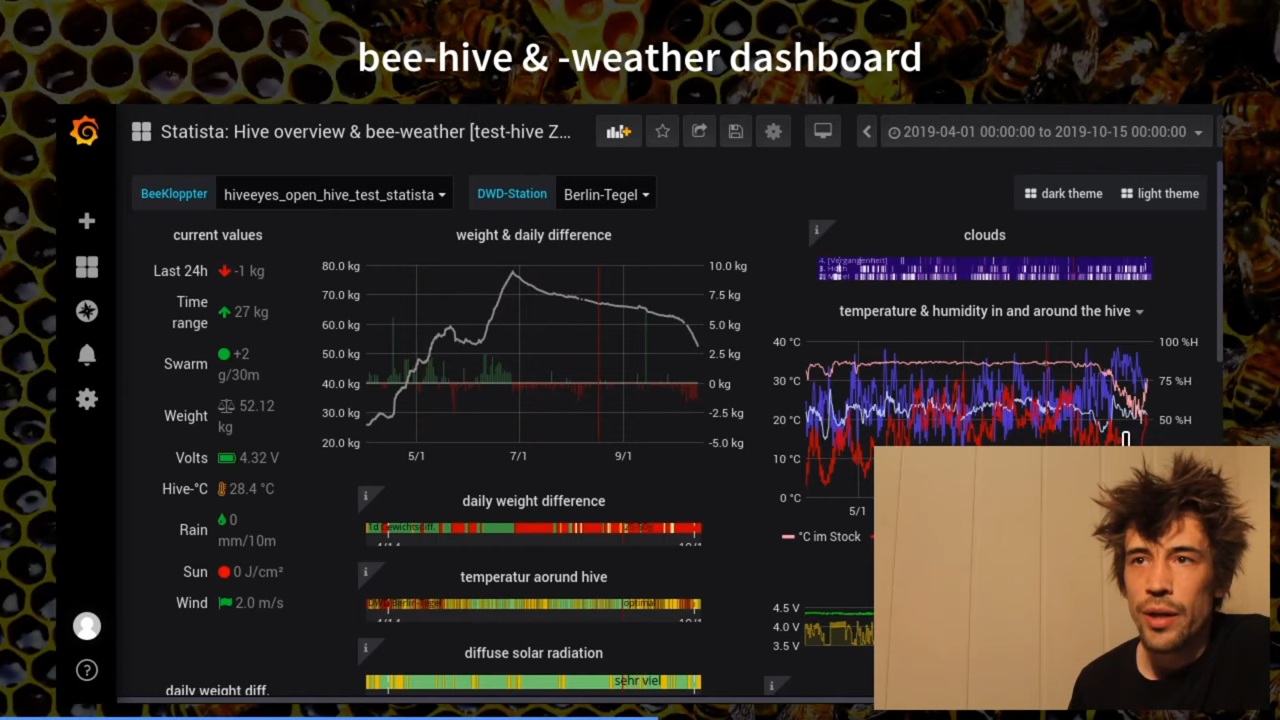 bee-hive & -weather dashboard
Statista: Hive overview & bee-weather [test-hive Z...
2019-04-01 00:00:00 to 2019-10-15 00:00:00
BeeKloppter
hiveeyes_open_hive_test_statista
DWD-Station
Berlin-Tegel
dark theme
light theme
current values
Last 24h
-1 kg
Time
range
27 kg
Swarm
+2
g/30m
Weight
52.12
kg
Volts
4.32 V
Hive-°C
28.4 °C
Rain
0
mm/10m
Sun
0 J/cm²
Wind
2.0 m/s
daily weight diff.
weight & daily difference
80.0 kg
70.0 kg
60.0 kg
50.0 kg
40.0 kg
30.0 kg
20.0 kg
10.0 kg
7.5 kg
5.0 kg
2.5 kg
0 kg
-2.5 kg
-5.0 kg
5/1
7/1
9/1
daily weight difference
temperatur aorund hive
diffuse solar radiation
sehr viel
clouds
temperature & humidity in and around the hive
40 °C
30 °C
20 °C
10 °C
0 °C
100 %H
75 %H
50 %H
5/1
°C im Stock
4.5 V
4.0 V
3.5 V